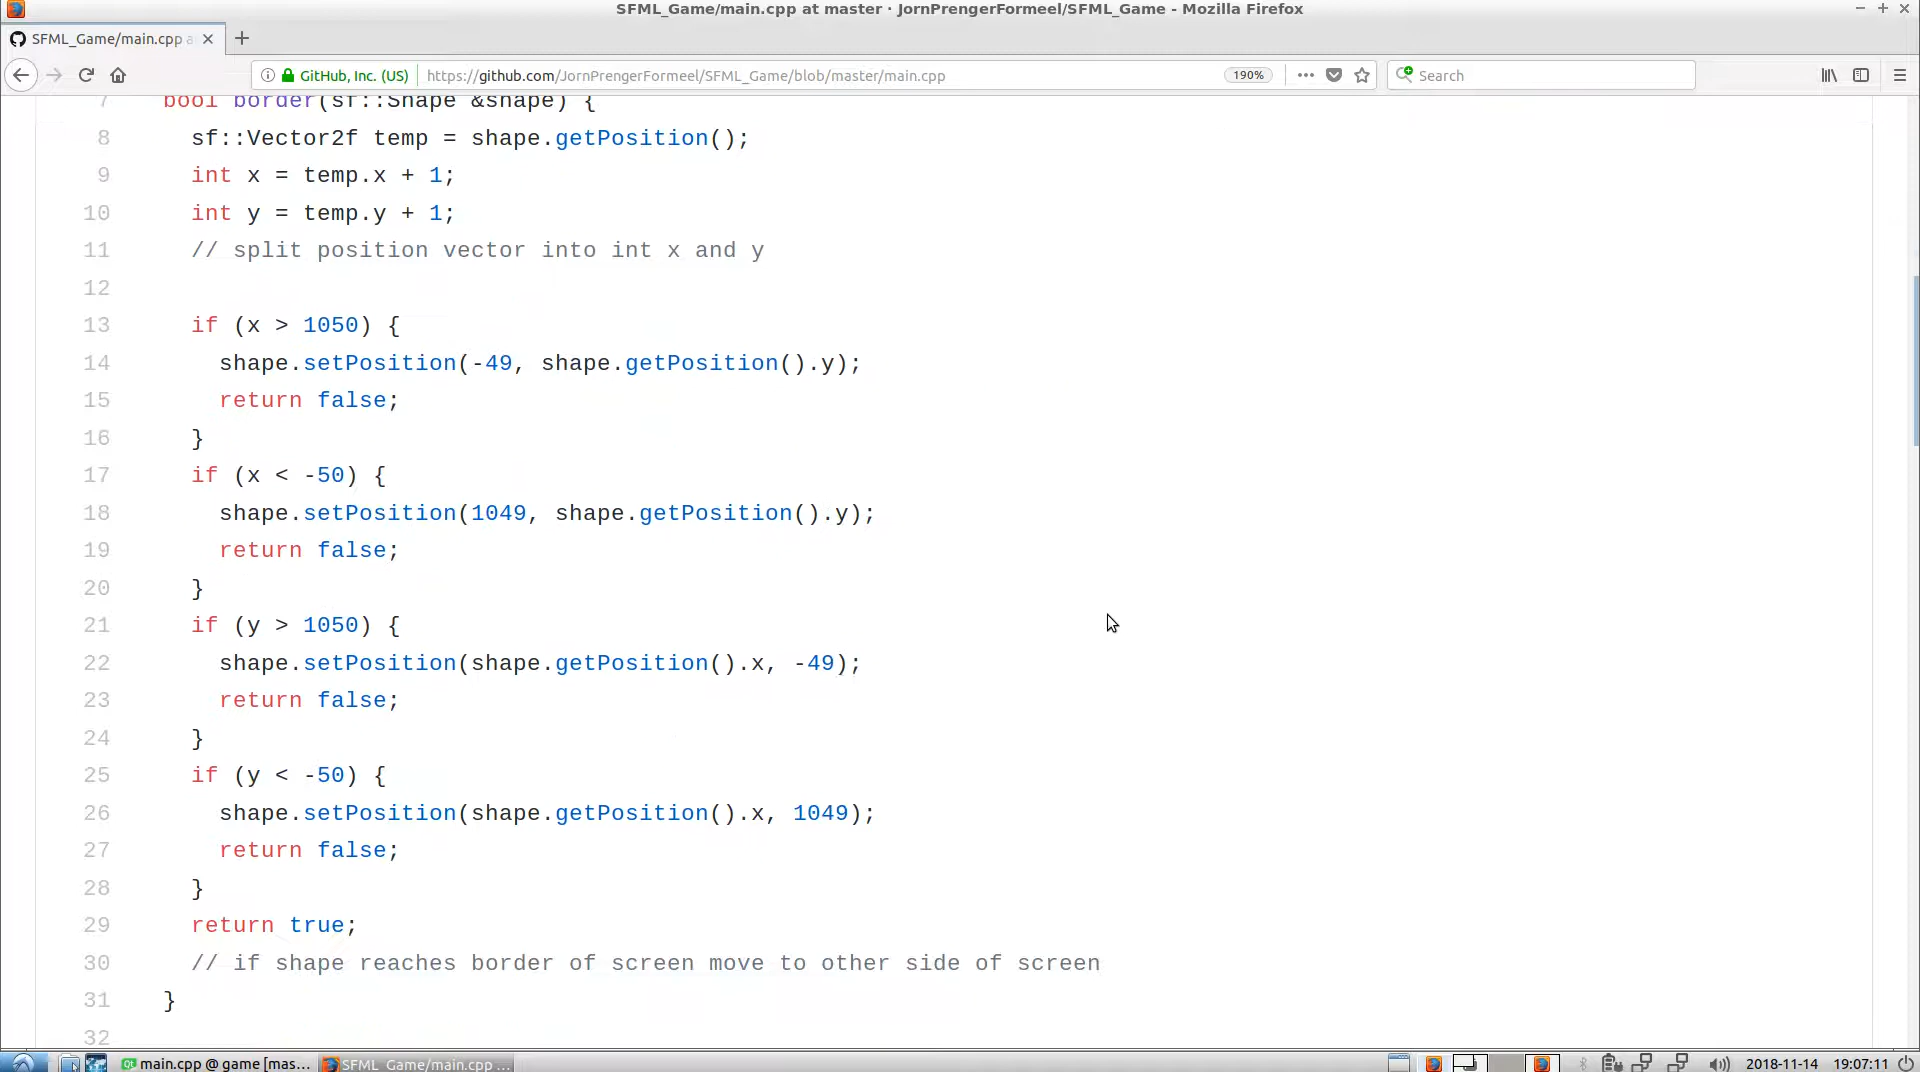 SFML_Game/main.cpp at master · JornPrengerFormeel/SFML_Game - Mozilla Firefox
SFML_Game/main.cpp a
GitHub, Inc. (US) https://github.com/JornPrengerFormeel/SFML_Game/blob/master/main.cpp 190% Search
7 bool border(sf::Shape &shape) {
8 sf::Vector2f temp = shape.getPosition();
9 int x = temp.x + 1;
10 int y = temp.y + 1;
11 // split position vector into int x and y
12
13 if (x > 1050) {
14 shape.setPosition(-49, shape.getPosition().y);
15 return false;
16 }
17 if (x < -50) {
18 shape.setPosition(1049, shape.getPosition().y);
19 return false;
20 }
21 if (y > 1050) {
22 shape.setPosition(shape.getPosition().x, -49);
23 return false;
24 }
25 if (y < -50) {
26 shape.setPosition(shape.getPosition().x, 1049);
27 return false;
28 }
29 return true;
30 // if shape reaches border of screen move to other side of screen
31 }
32
main.cpp @ game [mas... SFML_Game/main.cpp ... 2018-11-14 19:07:11